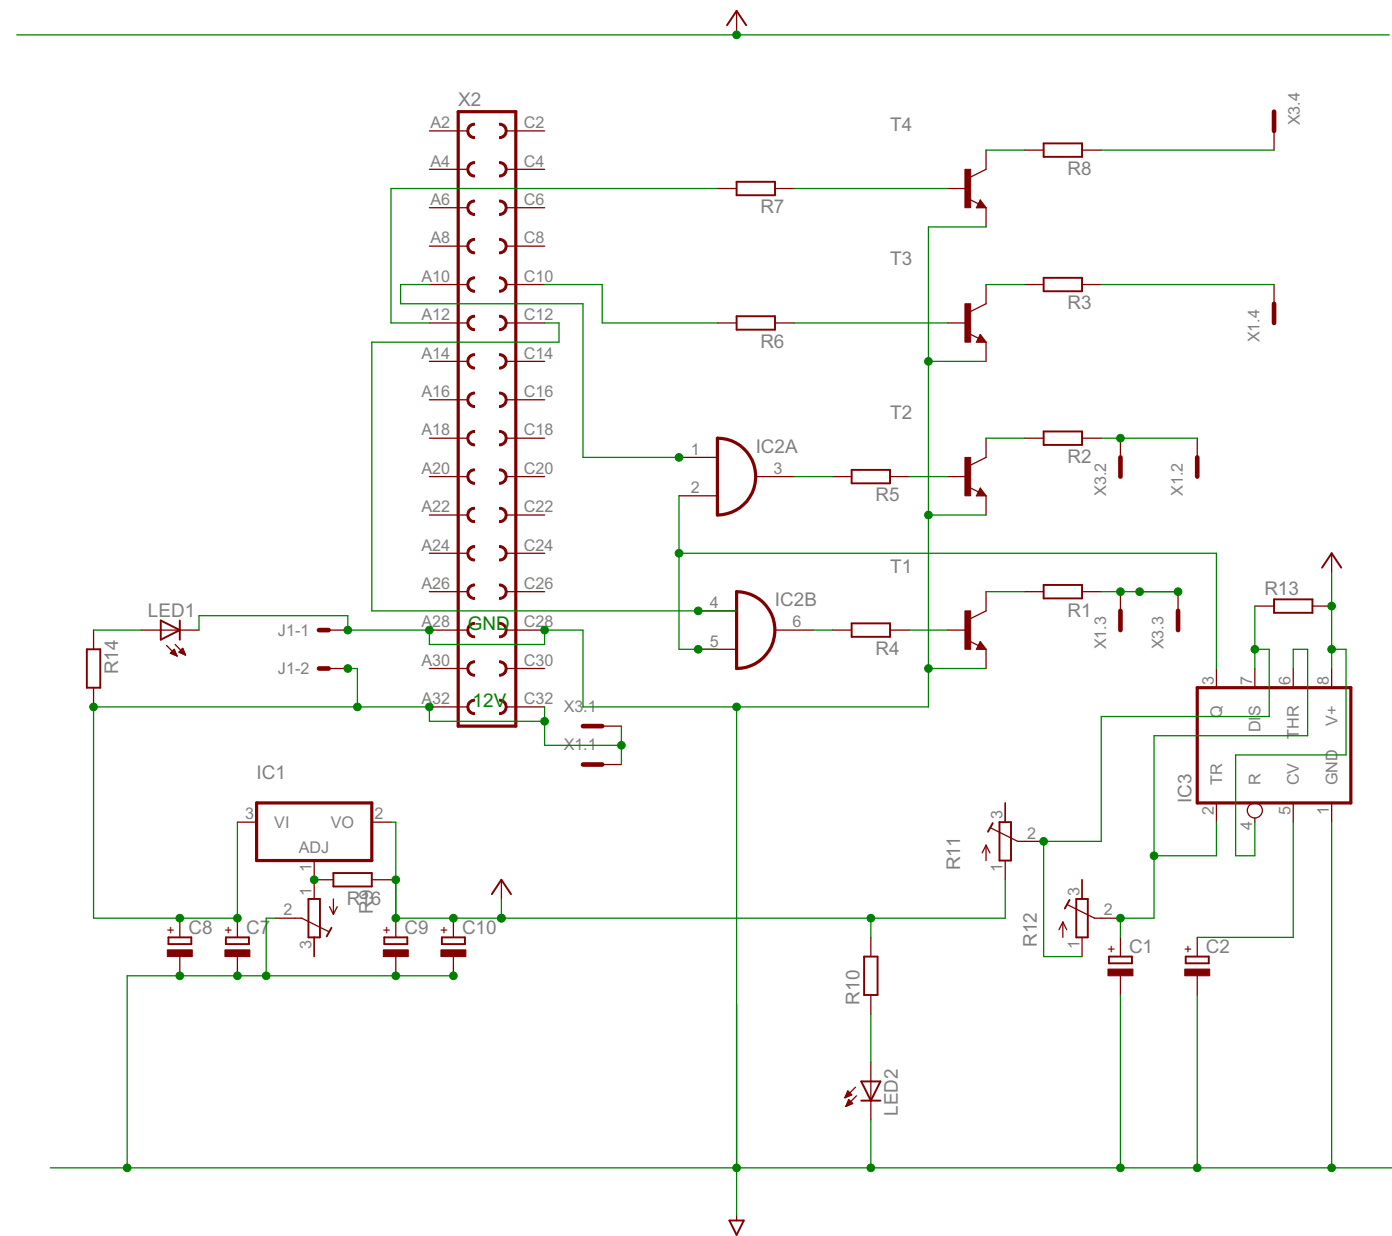 X2
A2 C2
A4 C4
A6 C6
A8 C8
A10 C10
A12 C12
A14 C14
A16 C16
A18 C18
A20 C20
A22 C22
A24 C24
A26 C26
A28 GND C28
A30 C30
A32 12V C32
T4
R7
R8
X3.4
T3
R6
R3
X1.4
T2
1
2
IC2A
3
R5
R2
X3.2
X1.2
T1
4
5
IC2B
6
R4
R1
X1.3
X3.3
LED1
R14
J1-1
J1-2
X3.1
X1.1
R13
3 7 6 8
Q DIS THR V+
TR R CV GND
IC3
2 4 5 1
IC1
3 VI VO 2
ADJ
1
R16
1
2
3
C8
+
C7
+
C9
+
C10
+
R11
3
2
1
R12
3
2
1
C1
+
C2
+
R10
LED2